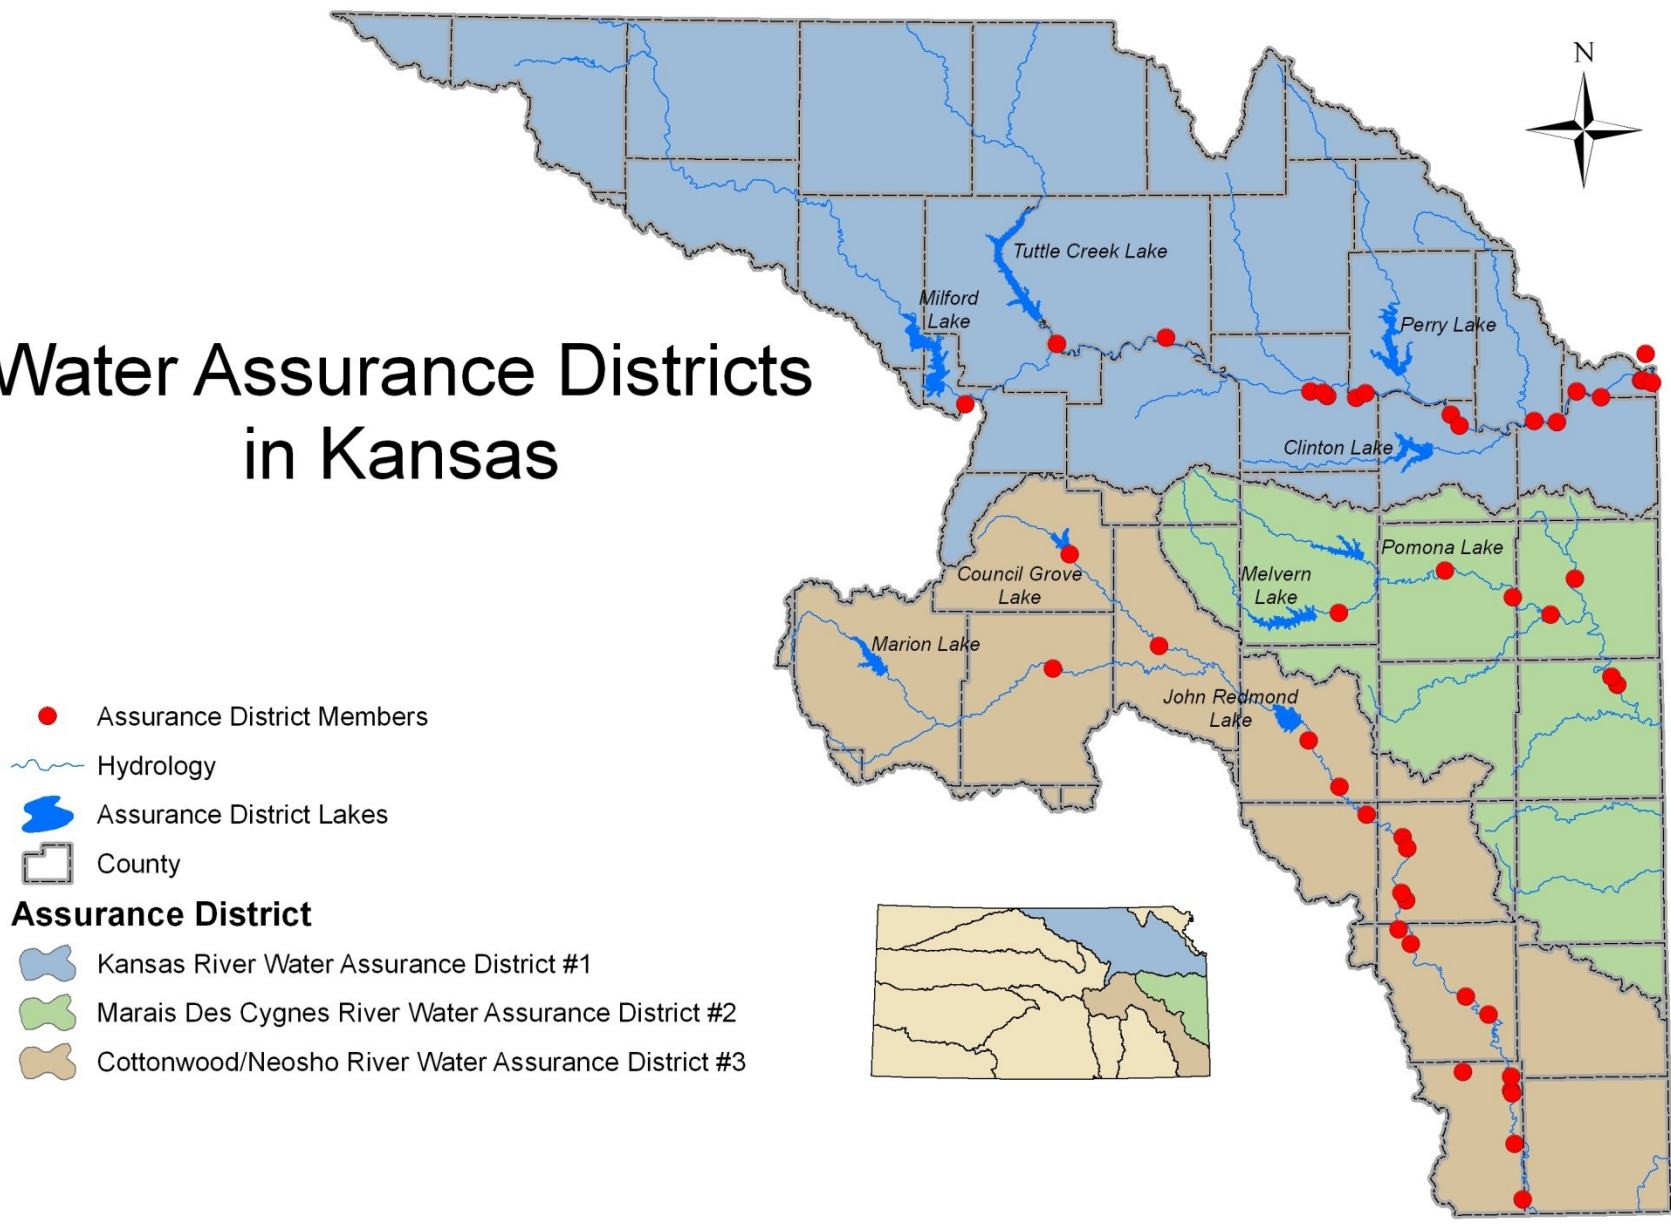 N
Tuttle Creek Lake
Milford
Lake
Perry Lake
Water Assurance Districts
in Kansas
Clinton Lake
Pomona Lake
Council Grove
Lake
Melvern
Lake
Marion Lake
John Redmond
Lake
Assurance District Members
Hydrology
Assurance District Lakes
County
Assurance District
Kansas River Water Assurance District #1
Marais Des Cygnes River Water Assurance District #2
Cottonwood/Neosho River Water Assurance District #3